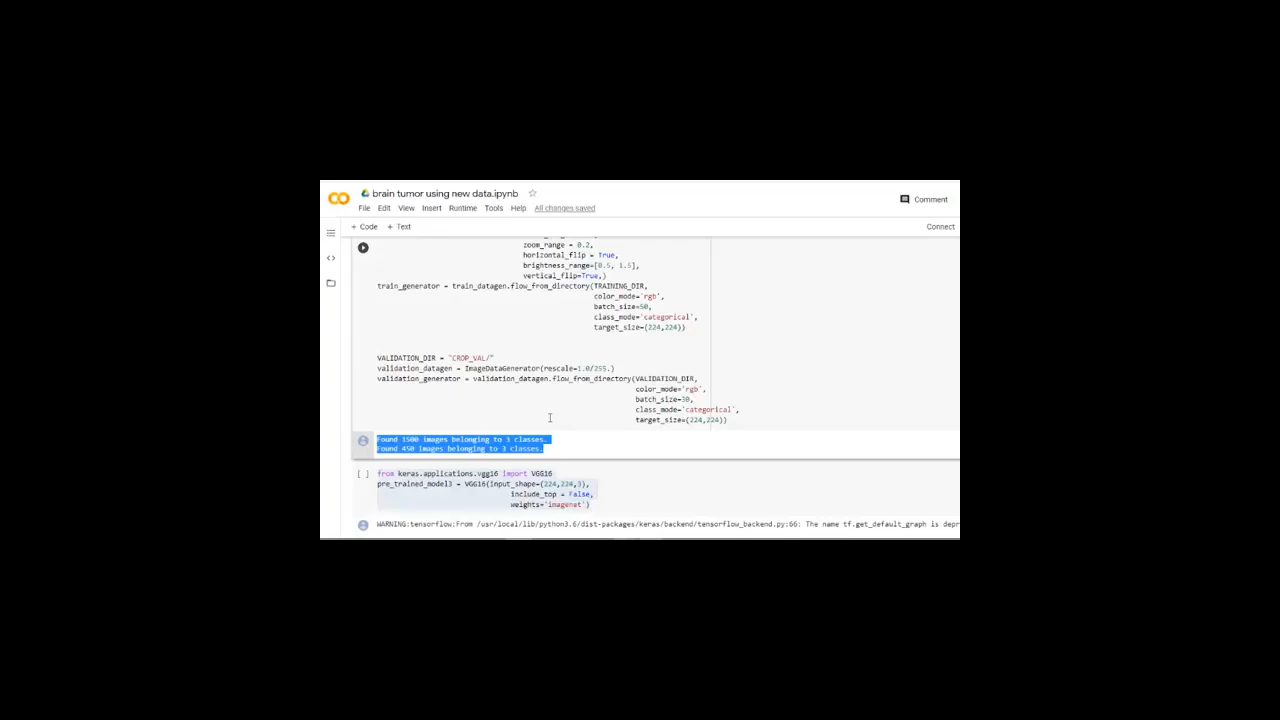 brain tumor using new data.ipynb
Comment
File Edit View Insert Runtime Tools Help All changes saved
+ Code + Text
Connect
zoom_range = 0.2,
horizontal_flip = True,
brightness_range=[0.5, 1.5],
vertical_flip=True,)
train_generator = train_datagen.flow_from_directory(TRAINING_DIR,
color_mode='rgb',
batch_size=50,
class_mode='categorical',
target_size=(224,224))
VALIDATION_DIR = "CROP_VAL/"
validation_datagen = ImageDataGenerator(rescale=1.0/255.)
validation_generator = validation_datagen.flow_from_directory(VALIDATION_DIR,
color_mode='rgb',
batch_size=30,
class_mode='categorical',
target_size=(224,224))
Found 1500 images belonging to 3 classes.
Found 450 images belonging to 3 classes.
[ ] from keras.applications.vgg16 import VGG16
pre_trained_model3 = VGG16(input_shape=(224,224,3),
include_top = False,
weights='imagenet')
WARNING:tensorflow:From /usr/local/lib/python3.6/dist-packages/keras/backend/tensorflow_backend.py:66: The name tf.get_default_graph is depr